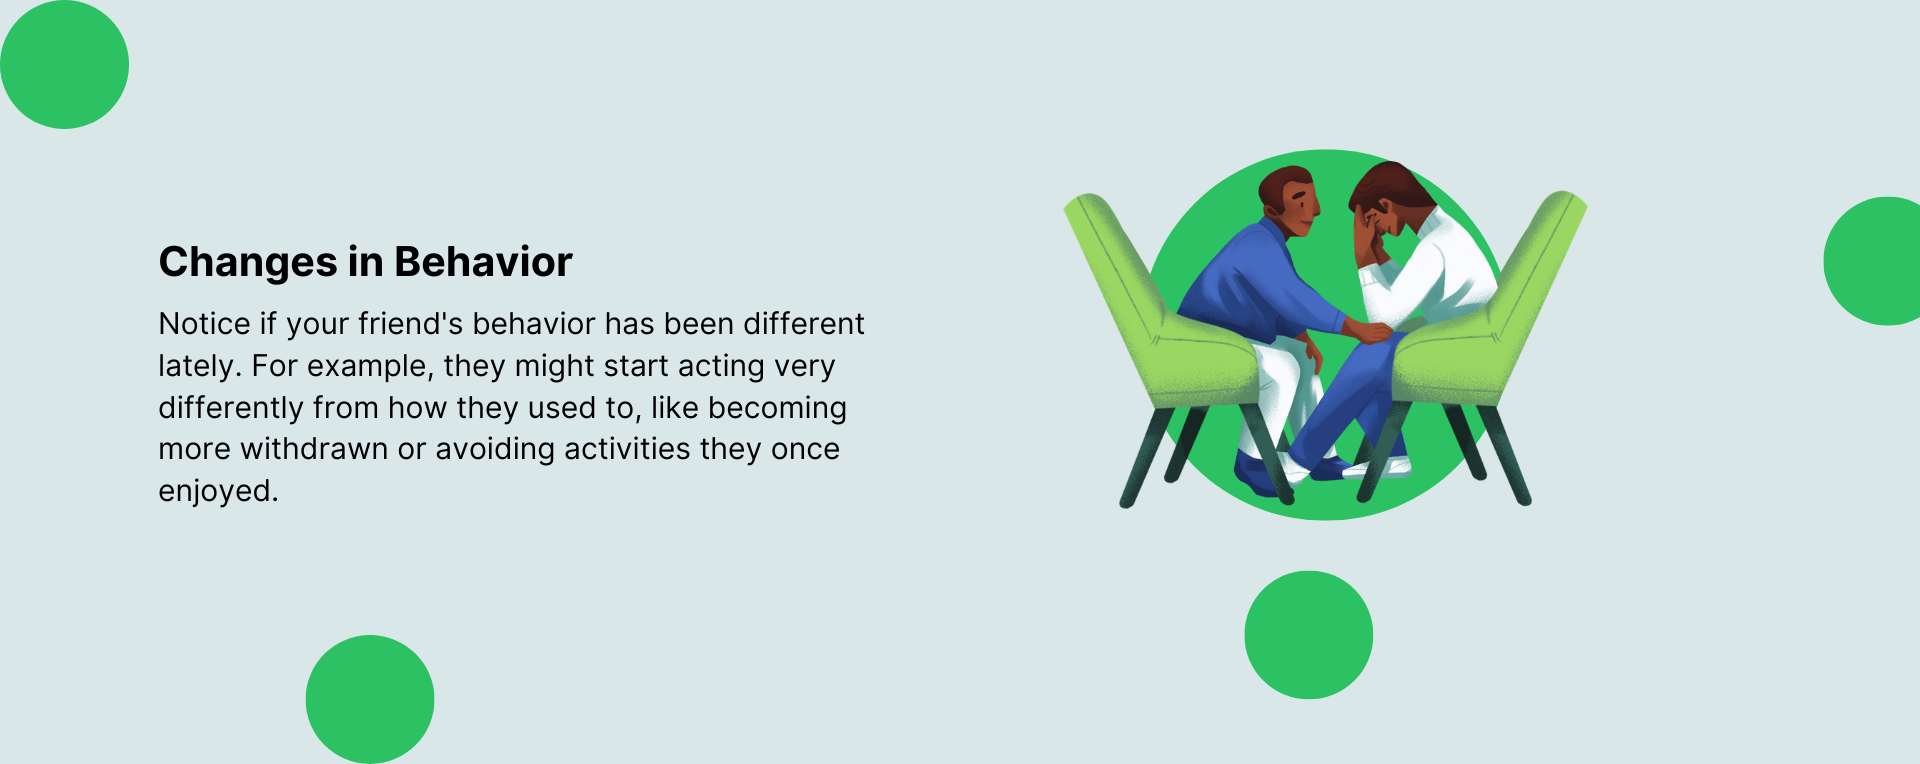 Changes in Behavior
Notice if your friend's behavior has been different
lately. For example, they might start acting very
differently from how they used to, like becoming
more withdrawn or avoiding activities they once
enjoyed.